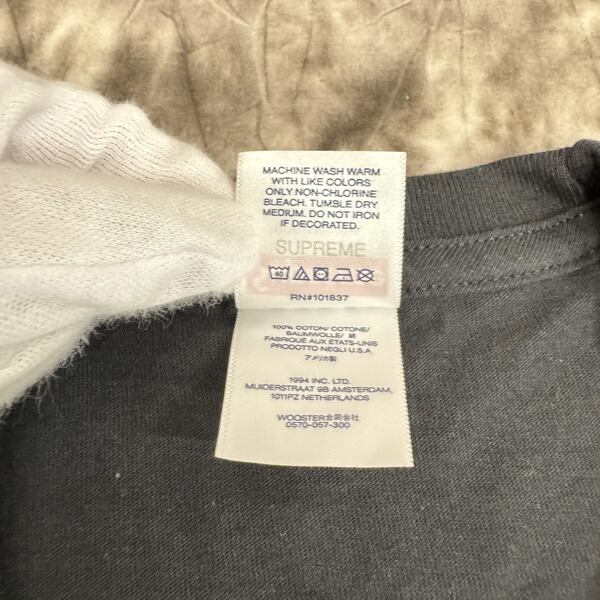 MACHINE WASH WARM
WITH LIKE COLORS
ONLY NON-CHLORINE
BLEACH. TUMBLE DRY
MEDIUM. DO NOT IRON
IF DECORATED.
SUPREME
40
RN#101837
100% COTTON/ COTONE/
BAUMWOLLE/ 綿
FABRIQUE AUX ÉTATS-UNIS
PRODOTTO NEGLI U.S.A.
アメリカ製
1994 INC. LTD.
MUIDERSTRAAT 9B AMSTERDAM,
1011PZ NETHERLANDS
WOOSTER合同会社
0570-057-300